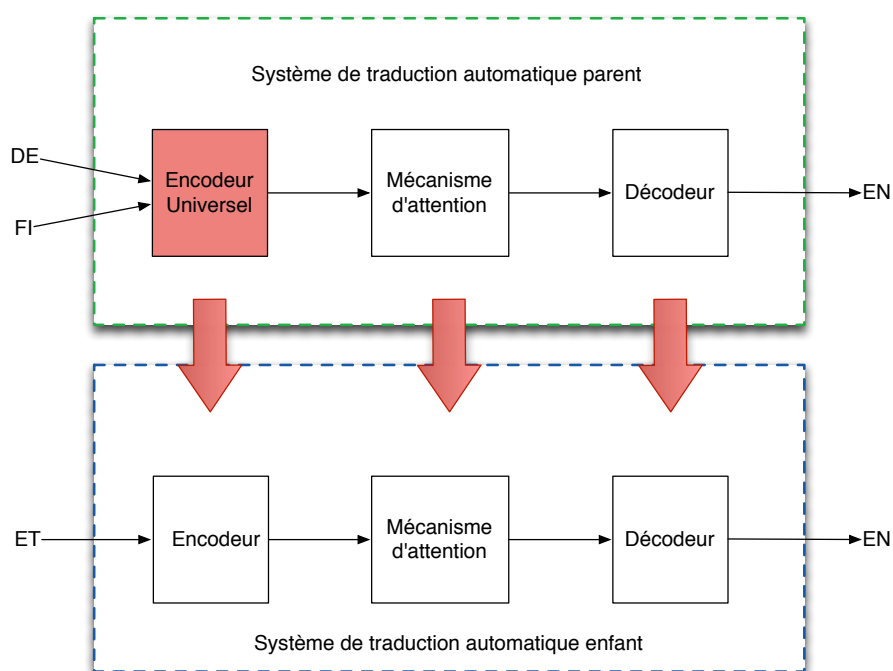 Système de traduction automatique parent
DE
FI
Encodeur
Universel
Mécanisme
d'attention
Décodeur
EN
ET
Encodeur
Mécanisme
d'attention
Décodeur
EN
Système de traduction automatique enfant